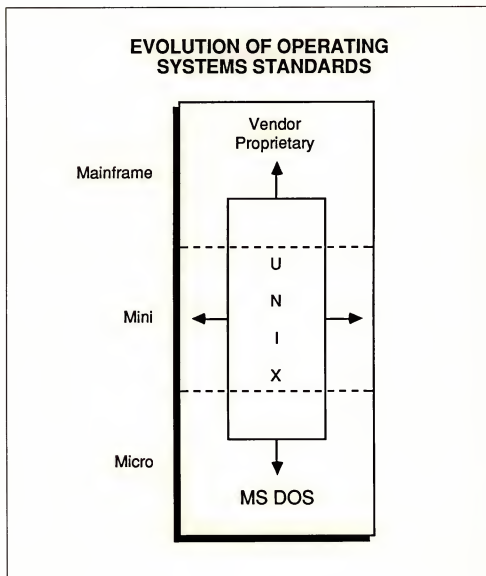 EVOLUTION OF OPERATING
SYSTEMS STANDARDS
Vendor
Proprietary
Mainframe
U
N
Mini
I
X
Micro
MS DOS